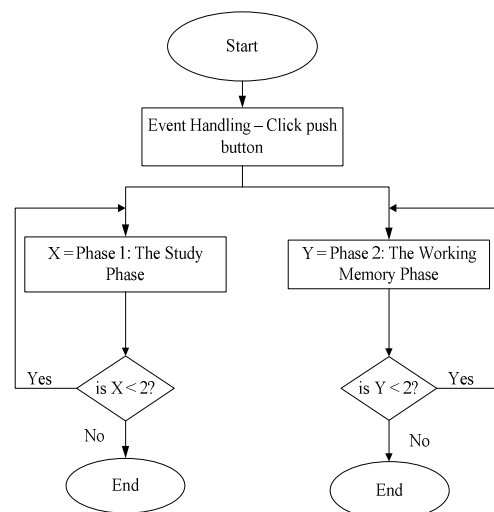 Start
Event Handling – Click push
button
X = Phase 1: The Study
Phase
Y = Phase 2: The Working
Memory Phase
Yes
is X < 2?
is Y < 2?
Yes
No
No
End
End